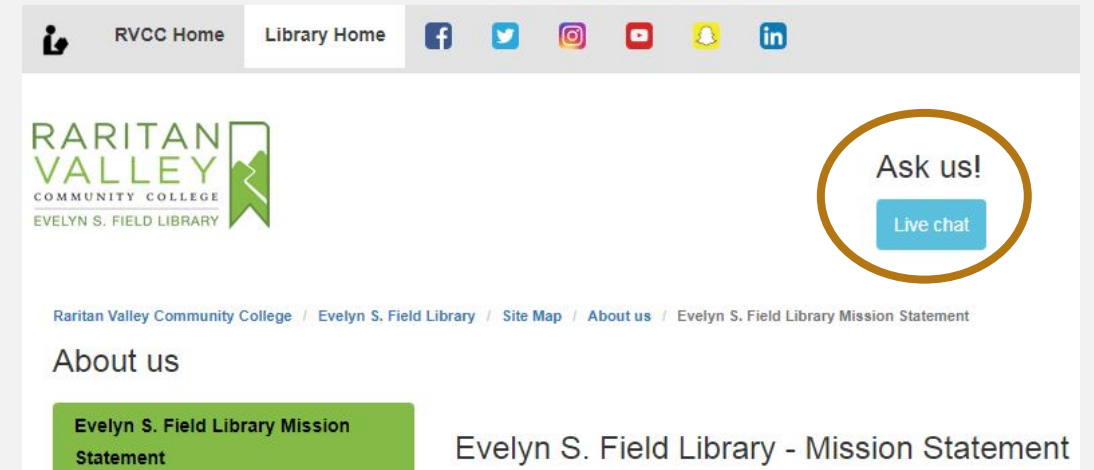 RVCC Home Library Home
RARITAN
VALLEY
COMMUNITY COLLEGE
EVELYN S. FIELD LIBRARY
Ask us!
Live chat
Raritan Valley Community College / Evelyn S. Field Library / Site Map / About us / Evelyn S. Field Library Mission Statement
About us
Evelyn S. Field Library Mission
Statement
Evelyn S. Field Library - Mission Statement